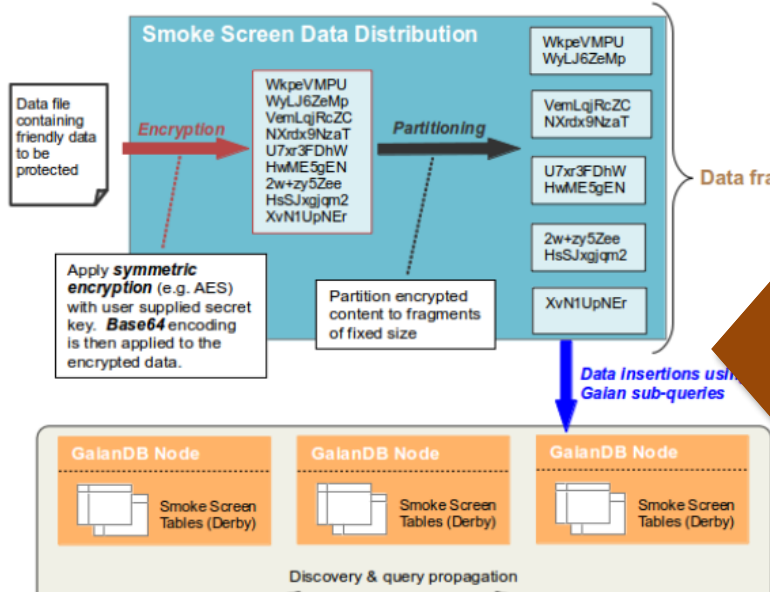 Smoke Screen Data Distribution
Data file
containing
friendly data
to be
protected
Encryption
WkpeVMPU
WyLJ6ZeMp
VemLqjRcZC
NXrdx9NzaT
U7xr3FDhW
HwME5gEN
2w+zy5Zee
HsSJxgjqm2
XvN1UpNEr
Partitioning
WkpeVMPU
WyLJ6ZeMp
VemLqjRcZC
NXrdx9NzaT
U7xr3FDhW
HwME5gEN
2w+zy5Zee
HsSJxgjqm2
XvN1UpNEr
Data
Apply symmetric
encryption (e.g. AES)
with user supplied secret
key. Base64 encoding
is then applied to the
encrypted data.
Partition encrypted
content to fragments
of fixed size
Data insertions
Gaian sub-queries
GaianDB Node
Smoke Screen
Tables (Derby)
GaianDB Node
Smoke Screen
Tables (Derby)
GaianDB Node
Smoke Screen
Tables (Derby)
Discovery & query propagation